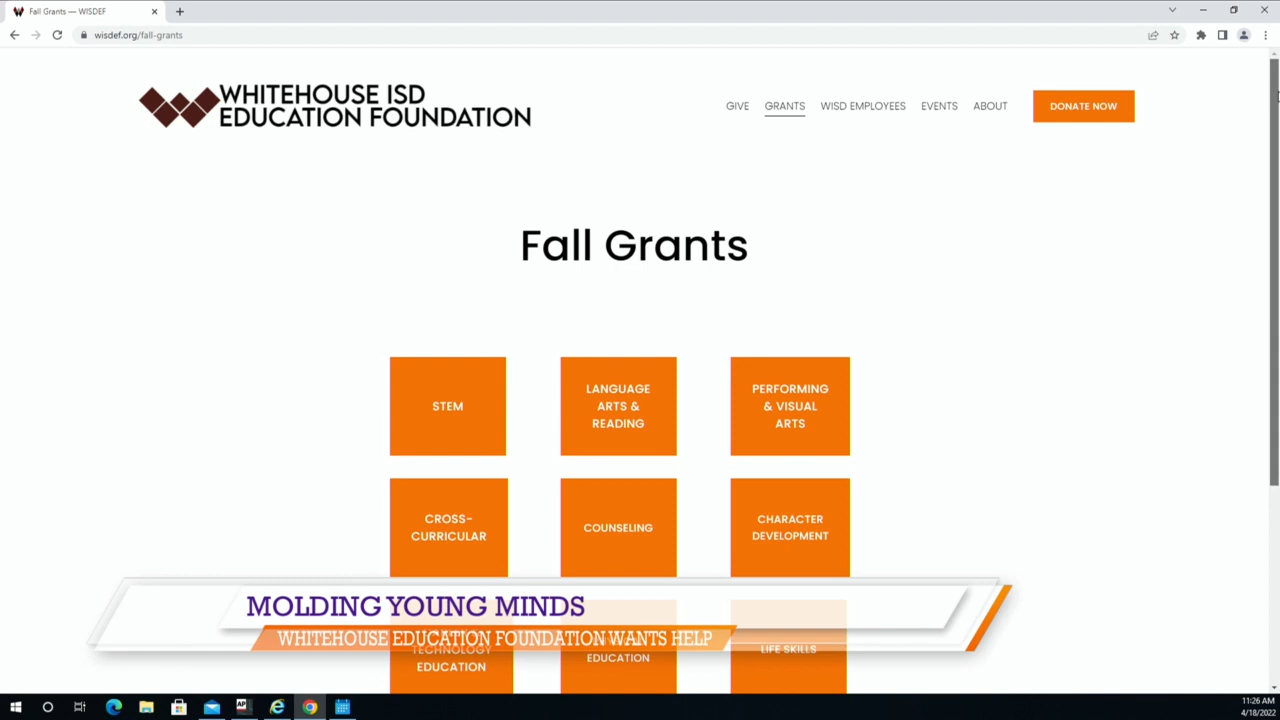 Fall Grants — WISDEF
wisdef.org/fall-grants
WHITEHOUSE ISD
EDUCATION FOUNDATION
GIVE GRANTS WISD EMPLOYEES EVENTS ABOUT DONATE NOW
Fall Grants
STEM
LANGUAGE
ARTS &
READING
PERFORMING
& VISUAL
ARTS
CROSS-
CURRICULAR
COUNSELING
CHARACTER
DEVELOPMENT
MOLDING YOUNG MINDS
WHITEHOUSE EDUCATION FOUNDATION WANTS HELP
TECHNOLOGY
EDUCATION
EDUCATION
LIFE SKILLS
11:26 AM
4/18/2022